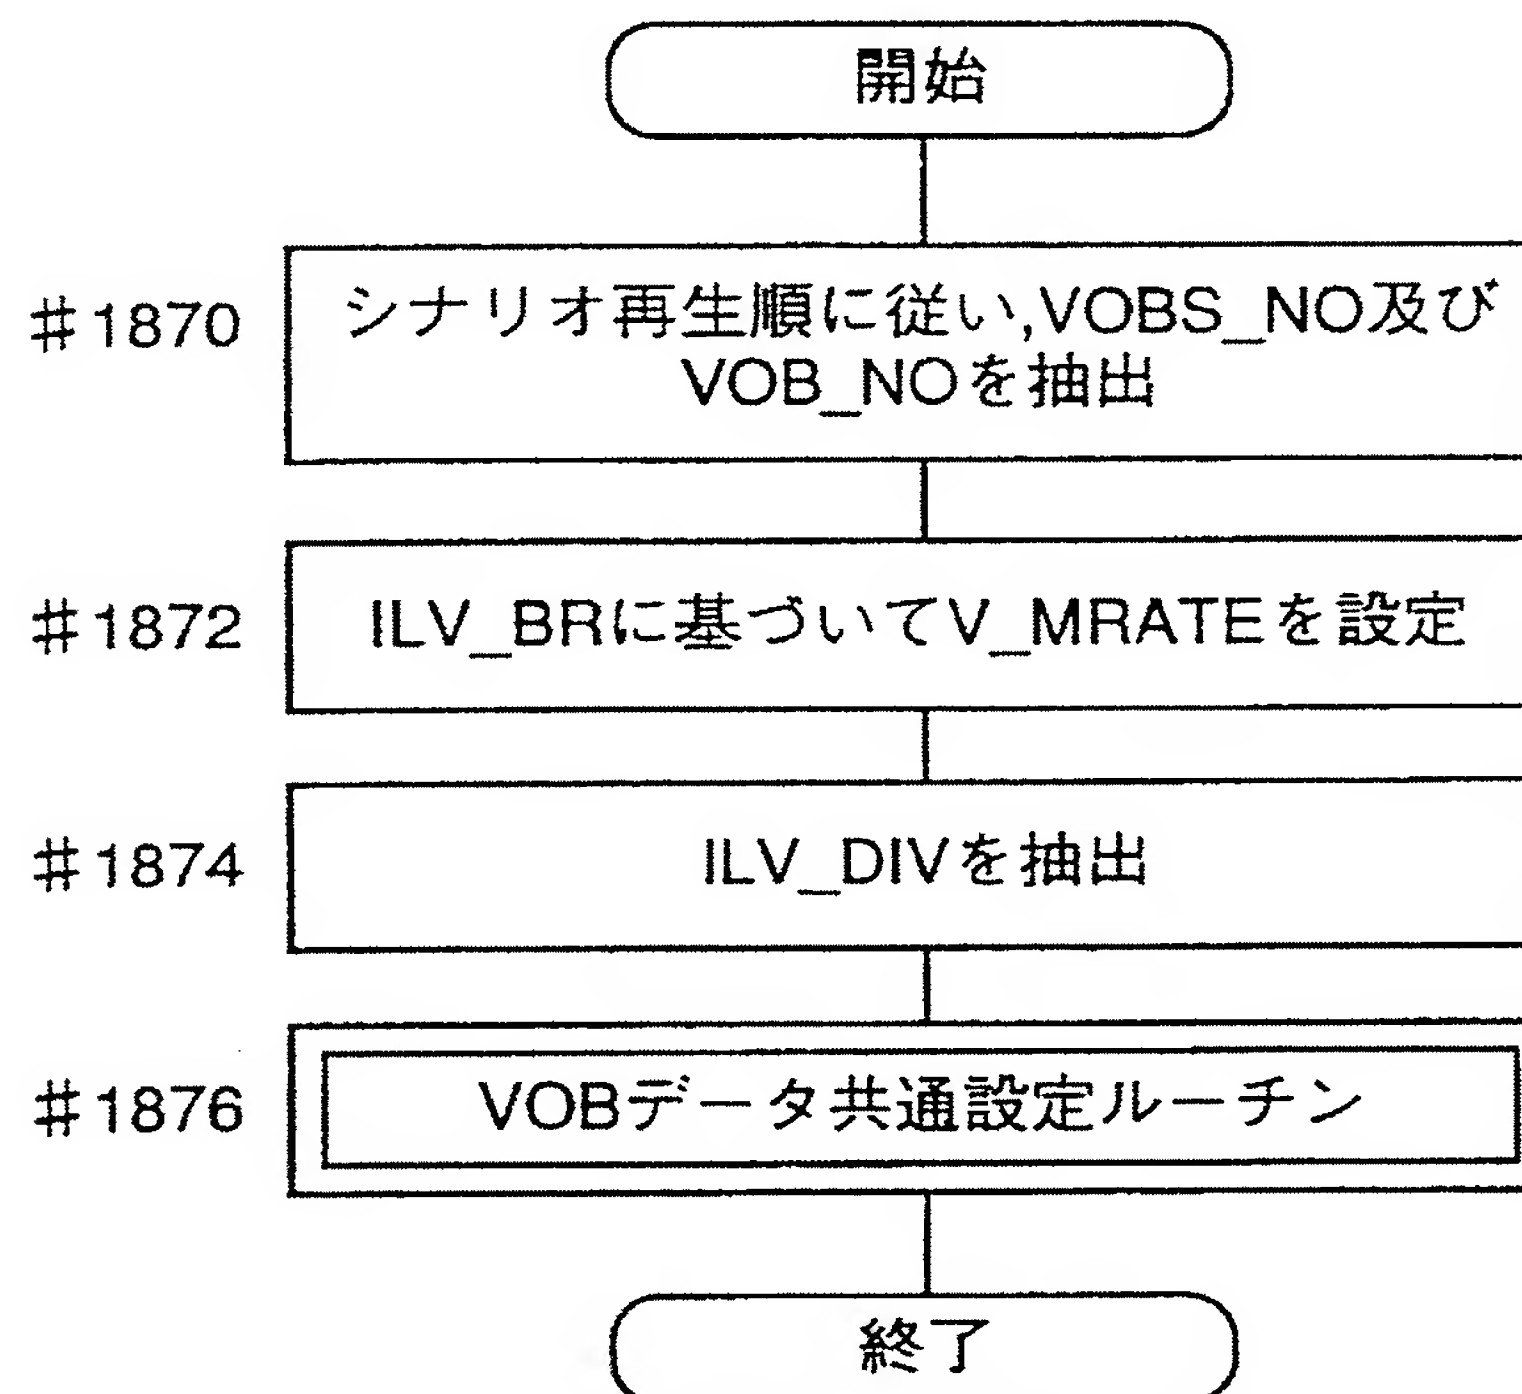 開始
#1870
シナリオ再生順に従い,VOBS_NO及び
VOB_NOを抽出
#1872
ILV_BRに基づいてV_MRATEを設定
#1874
ILV_DIVを抽出
#1876
VOBデータ共通設定ルーチン
終了